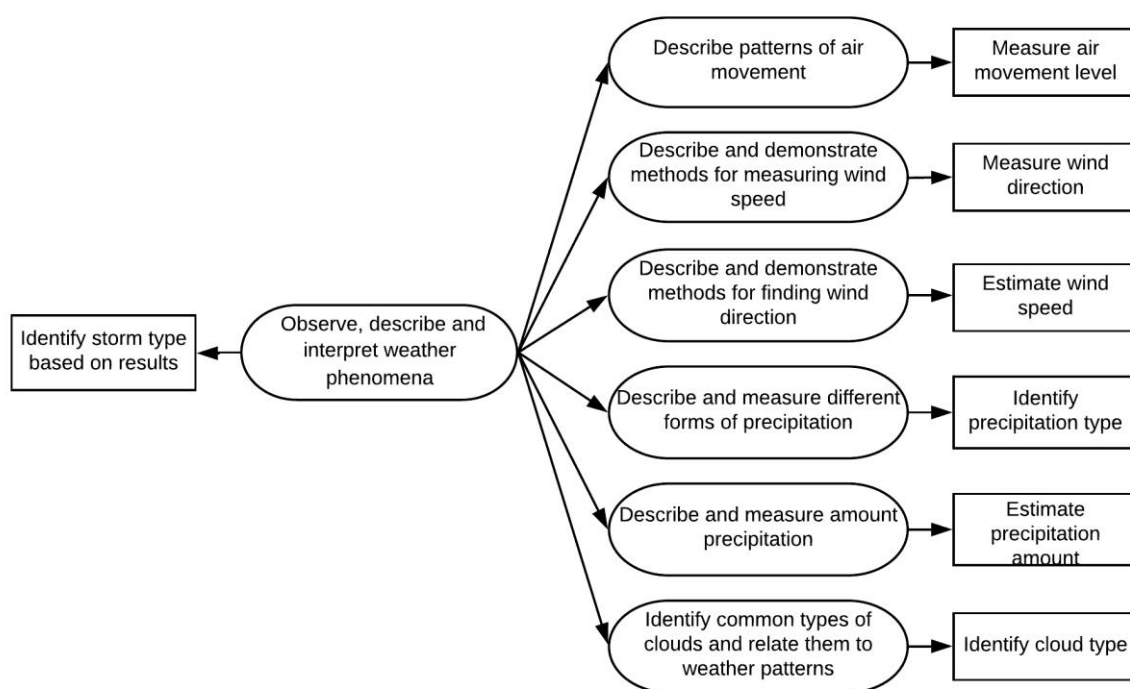 Describe patterns of air
movement
Measure air
movement level
Describe and demonstrate
methods for measuring wind
speed
Measure wind
direction
Describe and demonstrate
methods for finding wind
direction
Estimate wind
speed
Identify storm type
based on results
Observe, describe and
interpret weather
phenomena
Describe and measure different
forms of precipitation
Identify
precipitation type
Describe and measure amount
precipitation
Estimate
precipitation
amount
Identify common types of
clouds and relate them to
weather patterns
Identify cloud type